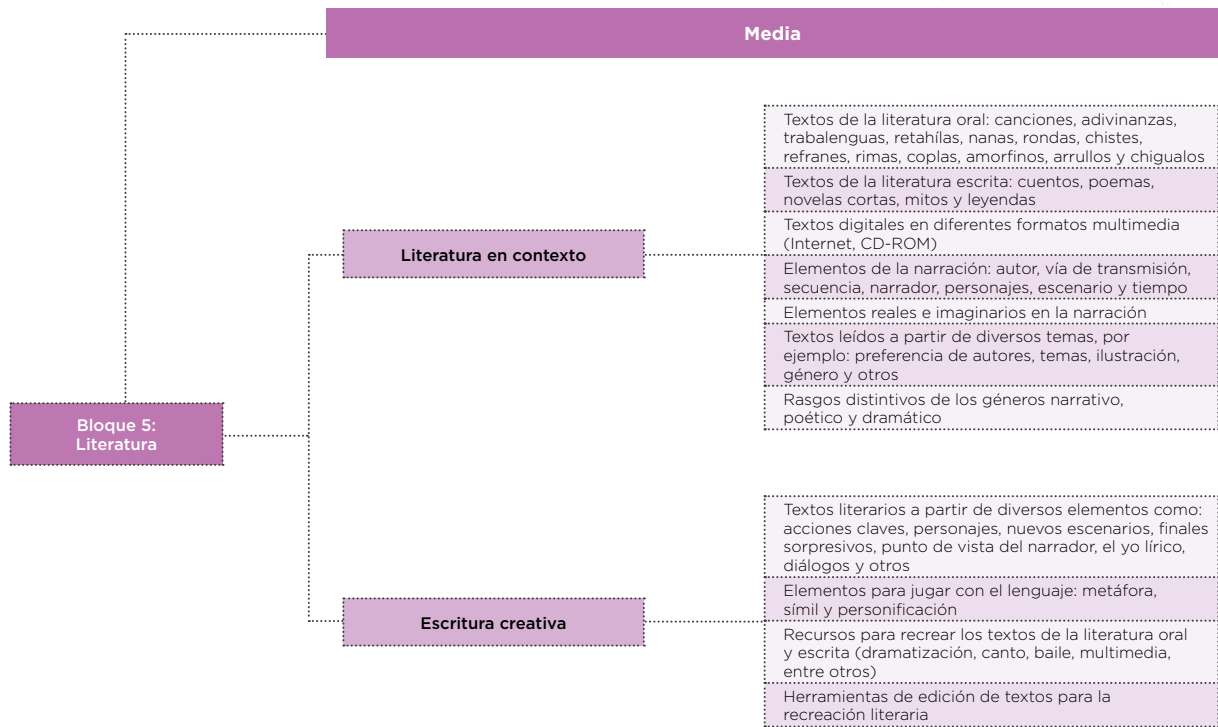 Media
Textos de la literatura oral: canciones, adivinanzas,
trabalenguas, retahílas, nanas, rondas, chistes,
refranes, rimas, coplas, amorfinos, arrullos y chigualos
Textos de la literatura escrita: cuentos, poemas,
novelas cortas, mitos y leyendas
Literatura en contexto
Textos digitales en diferentes formatos multimedia
(Internet, CD-ROM)
Elementos de la narración: autor, vía de transmisión,
secuencia, narrador, personajes, escenario y tiempo
Elementos reales e imaginarios en la narración
Textos leídos a partir de diversos temas, por
ejemplo: preferencia de autores, temas, ilustración,
género y otros
Rasgos distintivos de los géneros narrativo,
poético y dramático
Bloque 5:
Literatura
Textos literarios a partir de diversos elementos como:
acciones claves, personajes, nuevos escenarios, finales
sorpresivos, punto de vista del narrador, el yo lírico,
diálogos y otros
Elementos para jugar con el lenguaje: metáfora,
símil y personificación
Escritura creativa
Recursos para recrear los textos de la literatura oral
y escrita (dramatización, canto, baile, multimedia,
entre otros)
Herramientas de edición de textos para la
recreación literaria